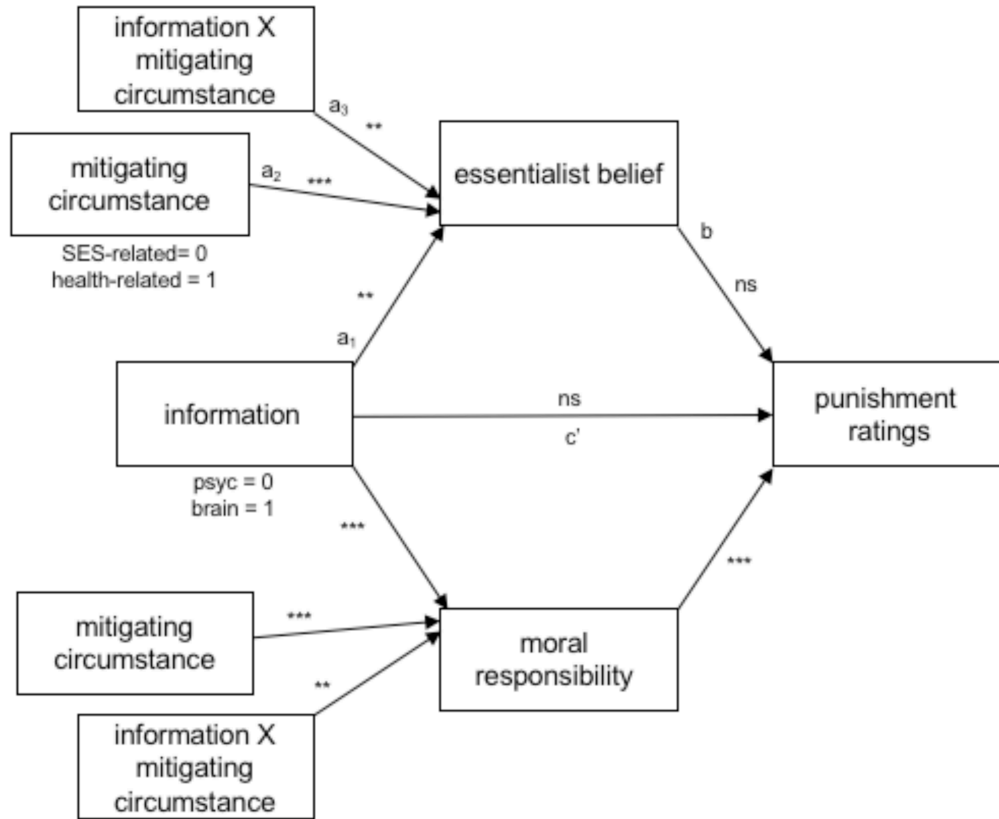 information X
mitigating
circumstance
a₃
**
mitigating
circumstance
a₂
***
essentialist belief
SES-related= 0
health-related = 1
b
**
ns
a₁
information
ns
c’
punishment
ratings
psyc = 0
brain = 1
***
***
mitigating
circumstance
***
moral
responsibility
**
information X
mitigating
circumstance